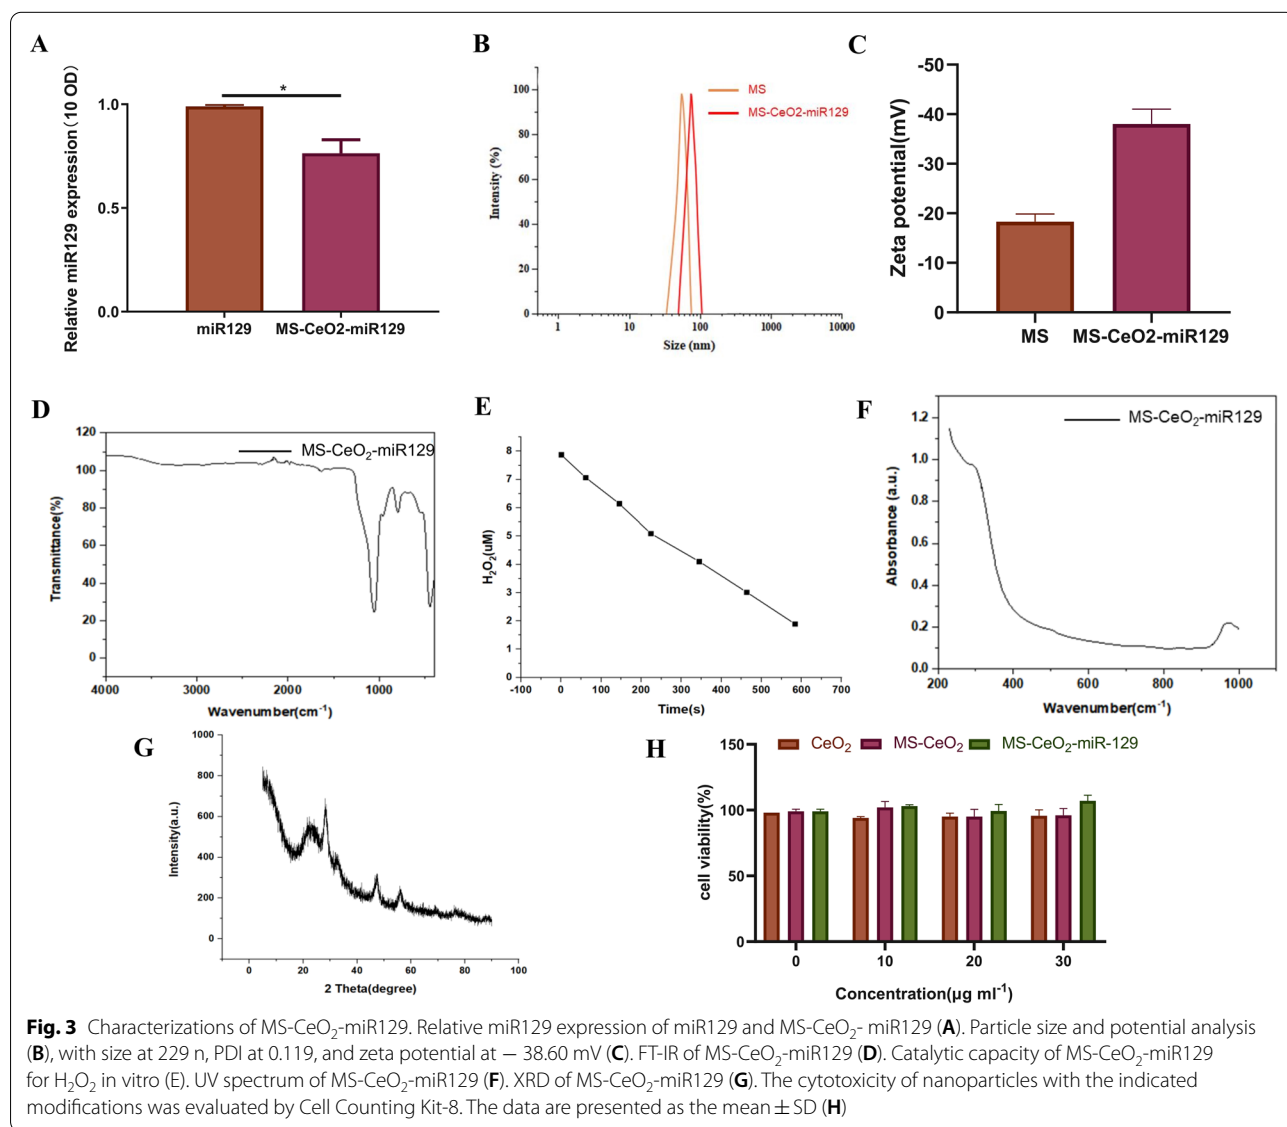 A
Relative miR129 expression (10 OD)
1.0
0.5
0.0
*
miR129
MS-CeO2-miR129
B
Intensity (%)
100
80
60
40
20
0
MS
MS-CeO2-miR129
1
10
100
1000
10000
Size (nm)
C
Zeta potential(mV)
-50
-40
-30
-20
-10
0
MS
MS-CeO2-miR129
D
Transmittance(%)
120
100
80
60
40
20
0
MS-CeO₂-miR129
4000
3000
2000
1000
Wavenumber(cm⁻¹)
E
H₂O₂(uM)
8
7
6
5
4
3
2
1
0
-100
0
100
200
300
400
500
600
700
Time(s)
F
Absorbance (a.u.)
1.2
1.0
0.8
0.6
0.4
0.2
0.0
MS-CeO₂-miR129
200
400
600
800
1000
Wavenumber(cm⁻¹)
G
Intensity(a.u.)
1000
800
600
400
200
0
0
20
40
60
80
100
2 Theta(degree)
H
cell viability(%)
150
100
50
0
CeO₂
MS-CeO₂
MS-CeO₂-miR-129
0
10
20
30
Concentration(μg ml⁻¹)
Fig. 3 Characterizations of MS-CeO₂-miR129. Relative miR129 expression of miR129 and MS-CeO₂- miR129 (A). Particle size and potential analysis
(B), with size at 229 n, PDI at 0.119, and zeta potential at − 38.60 mV (C). FT-IR of MS-CeO₂-miR129 (D). Catalytic capacity of MS-CeO₂-miR129
for H₂O₂ in vitro (E). UV spectrum of MS-CeO₂-miR129 (F). XRD of MS-CeO₂-miR129 (G). The cytotoxicity of nanoparticles with the indicated
modifications was evaluated by Cell Counting Kit-8. The data are presented as the mean ± SD (H)